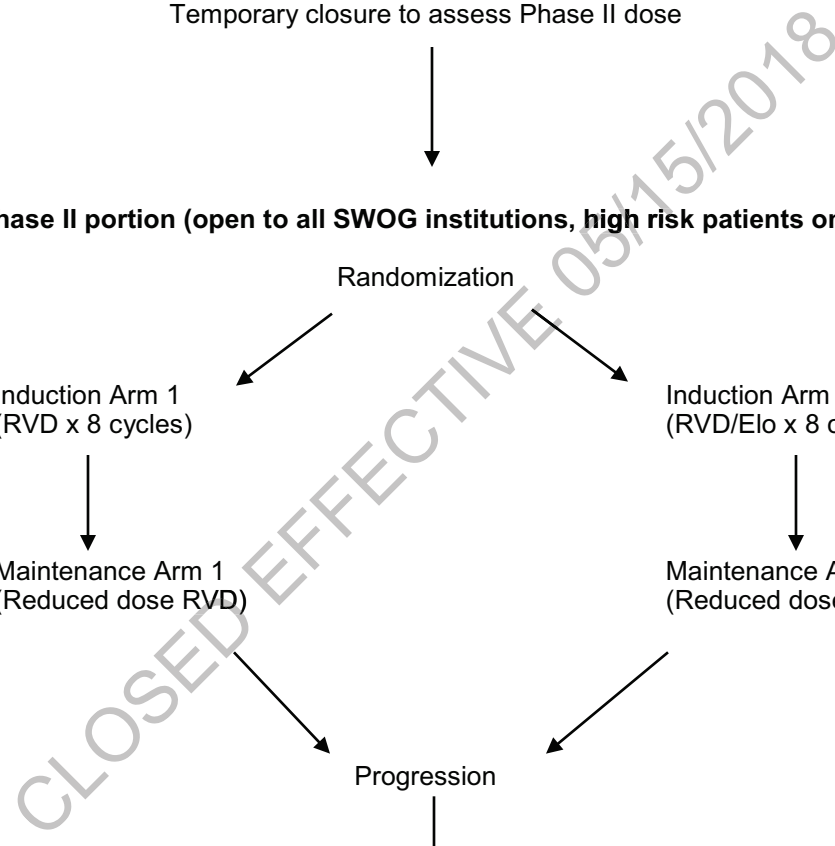 Temporary closure to assess Phase II dose
hase II portion (open to all SWOG institutions, high risk patients
Randomization
nduction Arm 1
(RVD x 8 cycles)
Induction Arm
(RVD/Elo x 8
Maintenance Arm 1
(Reduced dose RVD)
Maintenance
(Reduced dose
Progression
CLOSED EFFECTIVE 05/15/2018